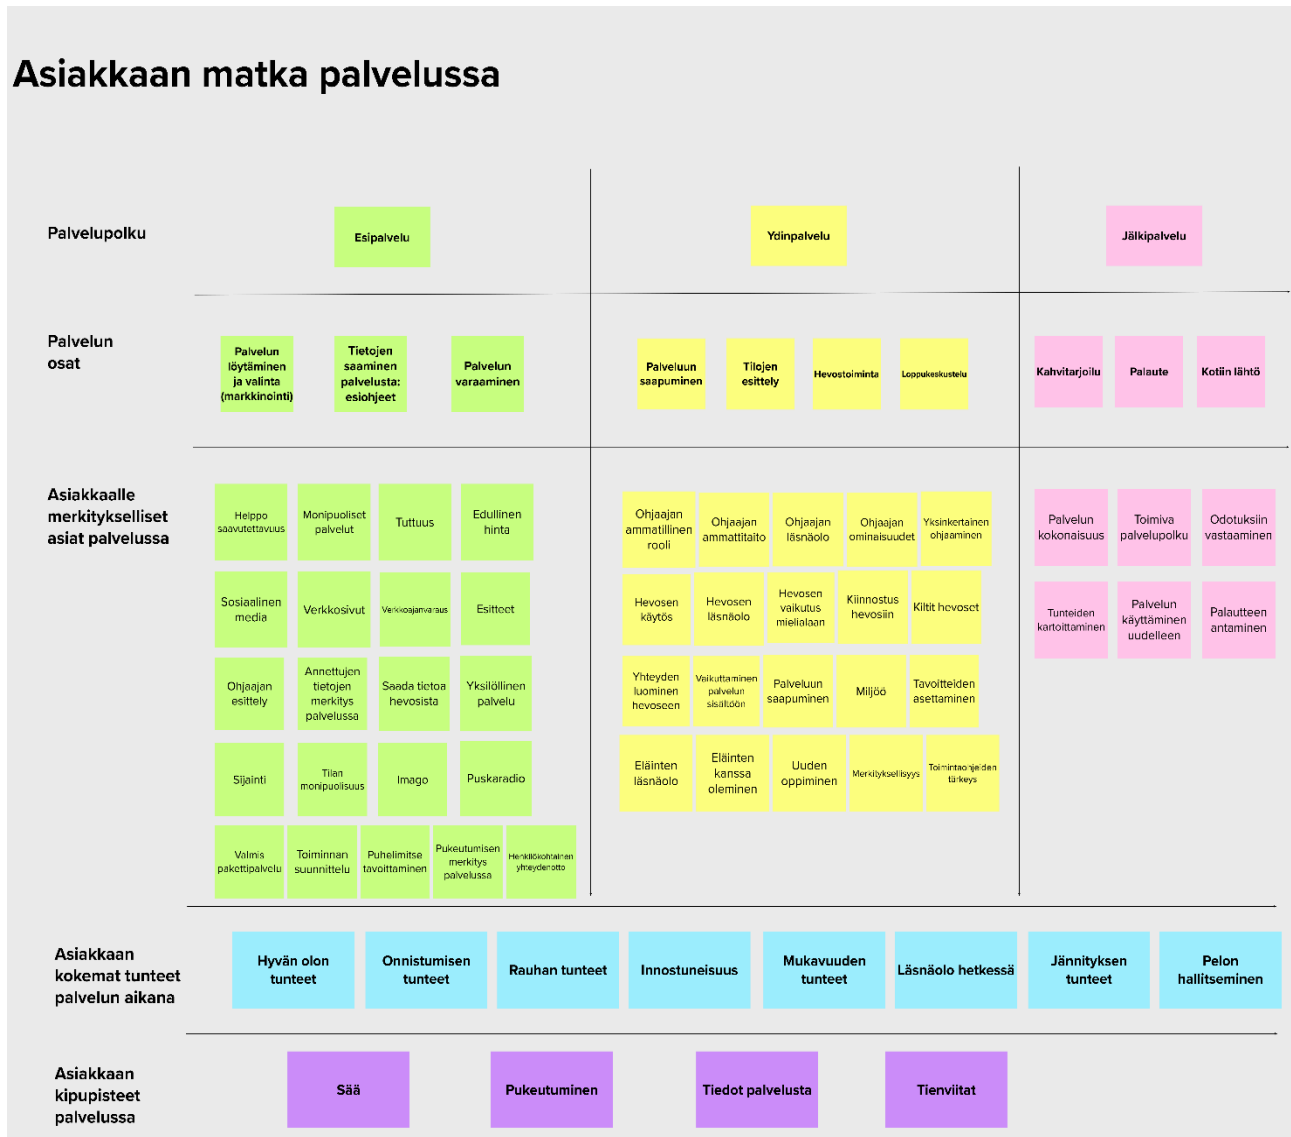 Asiakkaan matka palvelussa
Palvelupolku
Esipalvelu
Ydinpalvelu
Jälkipalvelu
Palvelun
osat
Palvelun
löytäminen
ja valinta
(markkinointi)
Tietojen
saaminen
palvelusta:
esiohjeet
Palvelun
varaaminen
Palveluun
saapuminen
Tilojen
esittely
Hevostoiminta
Loppukeskustelu
Kahvitarjoilu
Palaute
Kotiin lähtö
Asiakkaalle
merkitykselliset
asiat palvelussa
Helppo
saavutettavuus
Monipuoliset
palvelut
Tuttuus
Edullinen
hinta
Sosiaalinen
media
Verkkosivut
Verkkoajanvaraus
Esitteet
Ohjaajan
esittely
Annettujen
tietojen
merkitys
palvelussa
Saada tietoa
hevosista
Yksilöllinen
palvelu
Sijainti
Tilan
monipuolisuus
Imago
Puskaradio
Valmis
pakettipalvelu
Toiminnan
suunnittelu
Puhelimitse
tavoittaminen
Pukeutumisen
merkitys
palvelussa
Henkilökohtainen
yhteydenotto
Ohjaajan
ammatillinen
rooli
Ohjaajan
ammattitaito
Ohjaajan
läsnäolo
Ohjaajan
ominaisuudet
Yksinkertainen
ohjaaminen
Hevosen
käytös
Hevosen
läsnäolo
Hevosen
vaikutus
mielialaan
Kiinnostus
hevosiin
Kiltit hevoset
Yhteyden
luominen
hevoseen
Vaikuttaminen
palvelun
sisältöön
Palveluun
saapuminen
Miljöö
Tavoitteiden
asettaminen
Eläinten
läsnäolo
Eläinten
kanssa
oleminen
Uuden
oppiminen
Merkityksellisyys
Toimintaohjeiden
tärkeys
Palvelun
kokonaisuus
Toimiva
palvelupolku
Odotuksiin
vastaaminen
Tunteiden
kartoittaminen
Palvelun
käyttäminen
uudelleen
Palautteen
antaminen
Asiakkaan
kokemat tunteet
palvelun aikana
Hyvän olon
tunteet
Onnistumisen
tunteet
Rauhan tunteet
Innostuneisuus
Mukavuuden
tunteet
Läsnäolo hetkessä
Jännityksen
tunteet
Pelon
hallitseminen
Asiakkaan
kipupisteet
palvelussa
Sää
Pukeutuminen
Tiedot palvelusta
Tienviitat